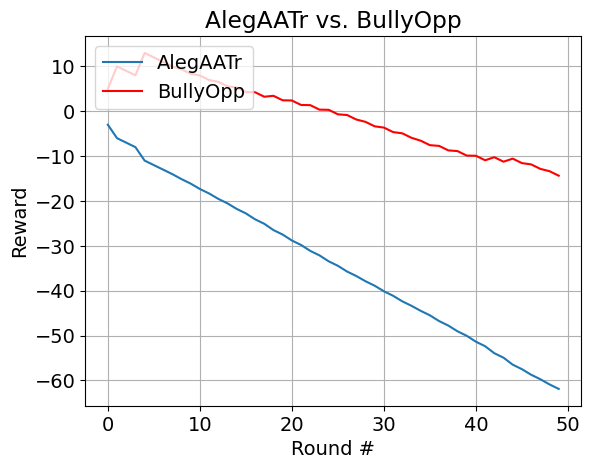 AlegAATr vs. BullyOpp
AlegAATr
BullyOpp
Reward
10
0
−10
−20
−30
−40
−50
−60
0 10 20 30 40 50
Round #